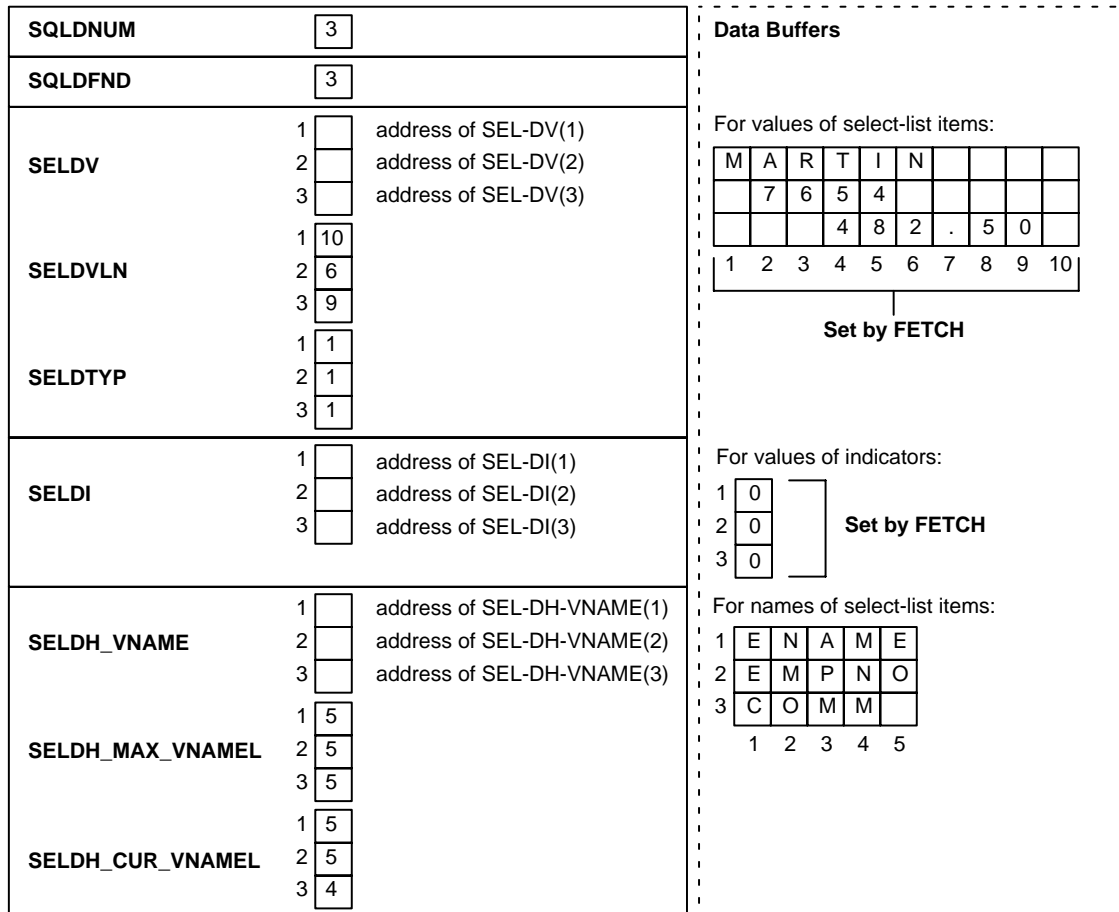 SQLDNUM 3
SQLDFND 3
SELDV
1 address of SEL-DV(1)
2 address of SEL-DV(2)
3 address of SEL-DV(3)
SELDVLN
1 10
2 6
3 9
SELDTYP
1 1
2 1
3 1
SELDI
1 address of SEL-DI(1)
2 address of SEL-DI(2)
3 address of SEL-DI(3)
SELDH_VNAME
1 address of SEL-DH-VNAME(1)
2 address of SEL-DH-VNAME(2)
3 address of SEL-DH-VNAME(3)
SELDH_MAX_VNAMEL
1 5
2 5
3 5
SELDH_CUR_VNAMEL
1 5
2 5
3 4
Data Buffers
For values of select-list items:
M A R T I N
7 6 5 4
4 8 2 . 5 0
1 2 3 4 5 6 7 8 9 10
Set by FETCH
For values of indicators:
1 0
2 0
3 0
Set by FETCH
For names of select-list items:
1 E N A M E
2 E M P N O
3 C O M M
1 2 3 4 5